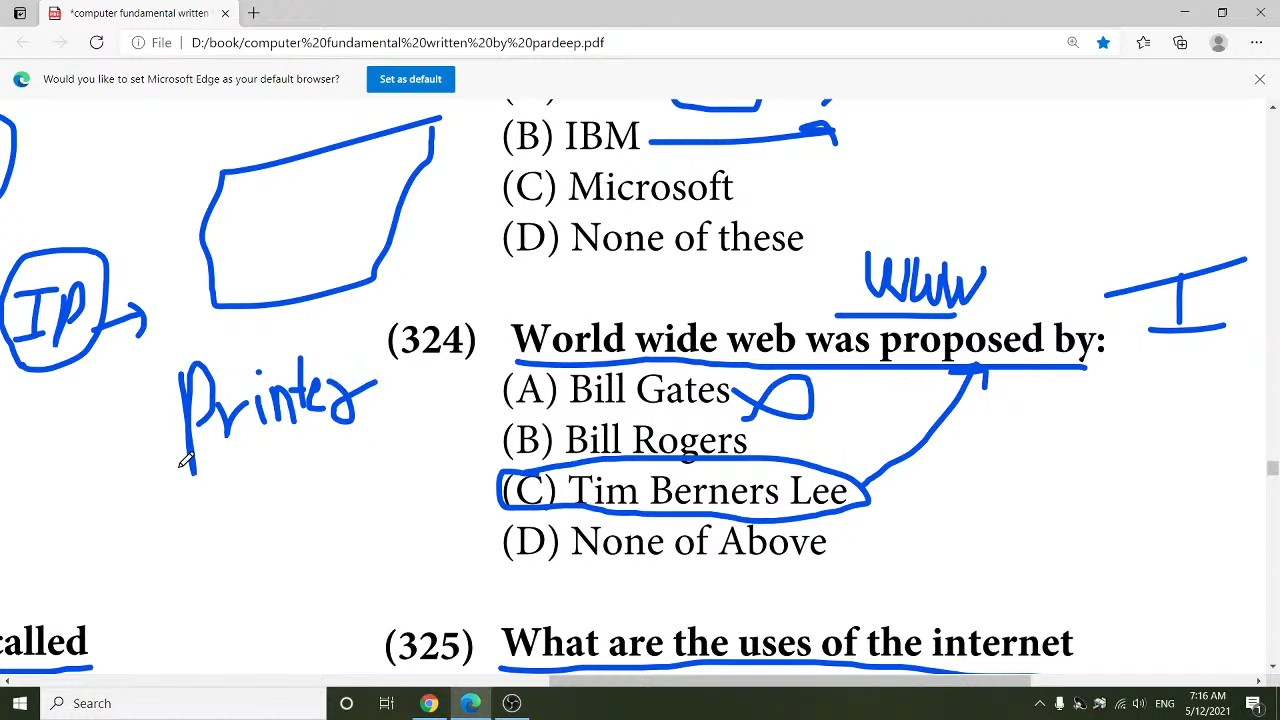 *computer fundamental written
File
D:/book/computer%20fundamental%20written%20by%20pardeep.pdf
Would you like to set Microsoft Edge as your default browser?
Set as default
(B) IBM
(C) Microsoft
(D) None of these
www
I
IP
(324) World wide web was proposed by:
(A) Bill Gates
Printer
(B) Bill Rogers
(C) Tim Berners Lee
(D) None of Above
called
(325) What are the uses of the internet
Search
7:16 AM
5/12/2021